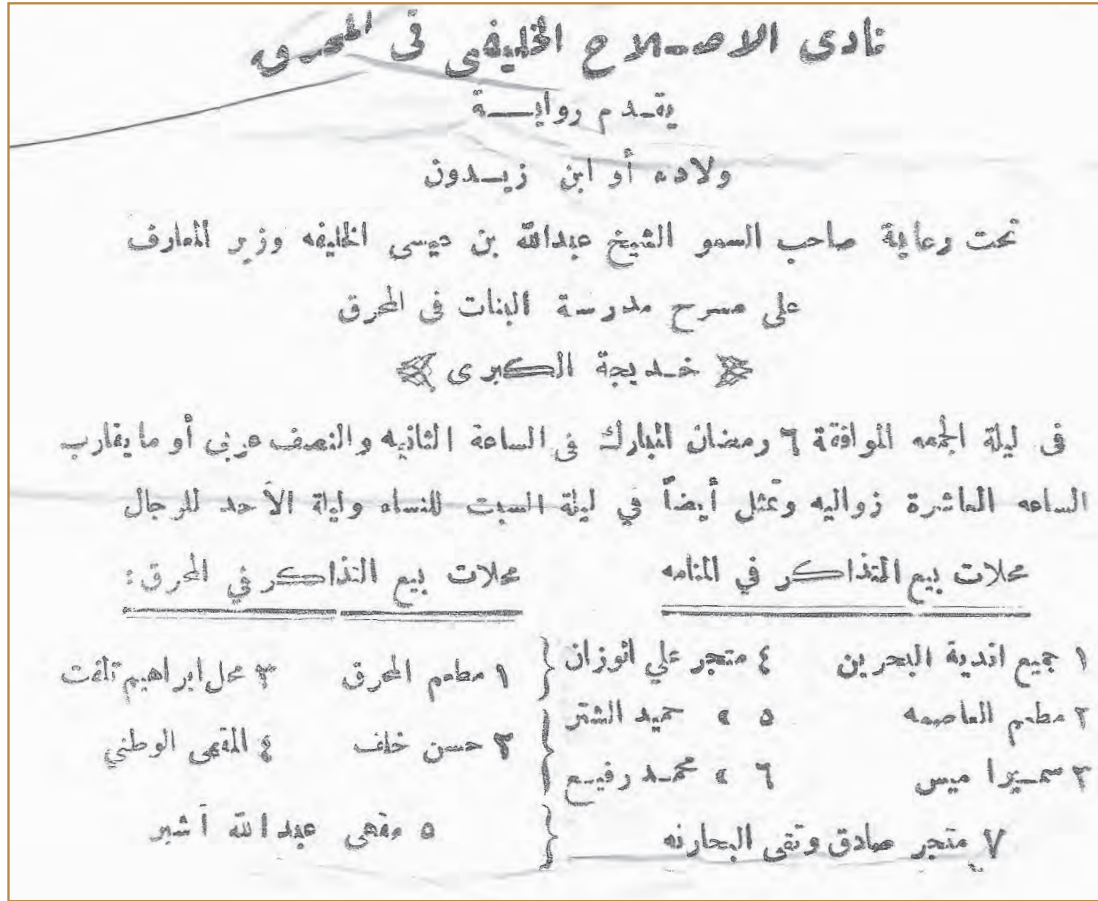 نادى الاصلاح الخليفى فى المحرق
يقدم رواية
ولاده أو ابن زيدون
تحت رعاية صاحب السمو الشيخ عبدالله بن عيسى الخليفه وزير المعارف
على مسرح مدرسة البنات فى المحرق
خديجة الكبرى
فى ليلة الجمعه الموافقة ٦ رمضان المبارك فى الساعة الثانيه والنصف عربى أو مايقارب
الساعه العاشرة زواليه وتمثل أيضاً في ليلة السبت للنساء وليلة الأحد للرجال
محلات بيع التذاكر في المنامه
١ جميع اندية البحرين ٤ متجر علي الوزان
٢ مطعم العاصمه ٥ » حميد الشتر
٣ سميرا ميس ٦ » محمد رفيع
٧ متجر صادق وتقى البحارنه
محلات بيع التذاكر في المحرق :
١ مطعم المحرق ٣ محل ابراهيم
٢ حسن خلف ٤ المقهى الوطني
٥ مقهى عبدالله أشير